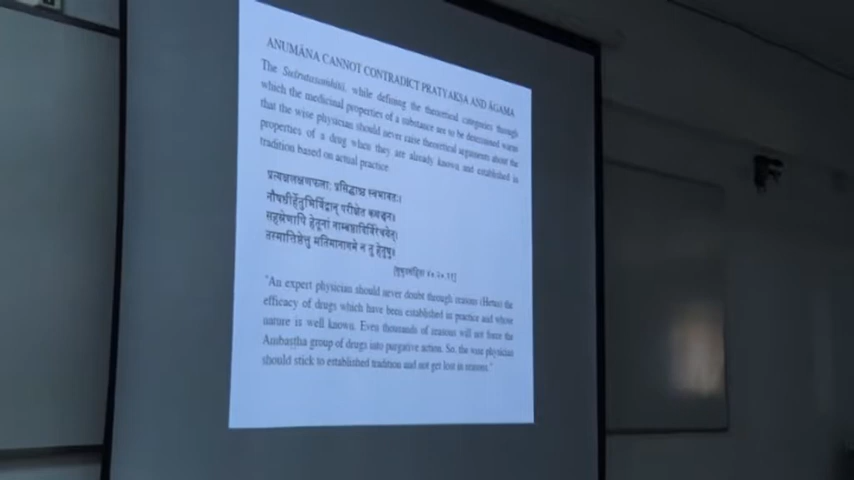 ANUMĀNA CANNOT CONTRADICT PRATYAKṢA AND ĀGAMA
The Suśrutasaṃhitā, while defining the theoretical categories through
which the medicinal properties of a substance are to be determined warns
that the wise physician should never raise theoretical arguments about the
properties of a drug when they are already known and established in
tradition based on actual practice
प्रत्यक्षलक्षणफलाः प्रसिद्धाश्च स्वभावतः।
नौषधीर्हेतुभिर्विद्वान् परीक्षेत कथञ्चन॥
सहस्रेणापि हेतूनां नाम्बष्ठादिर्विरेचयेत्।
तस्मात्तिष्ठेत्तु मतिमानागमे न तु हेतुषु॥
"An expert physician should never doubt through reasons (Hetus) the
efficacy of drugs which have been established in practice and whose
nature is well known. Even thousands of reasons will not force the
Ambaṣṭha group of drugs into purgative action. So, the wise physician
should stick to established tradition and not get lost in reasons."